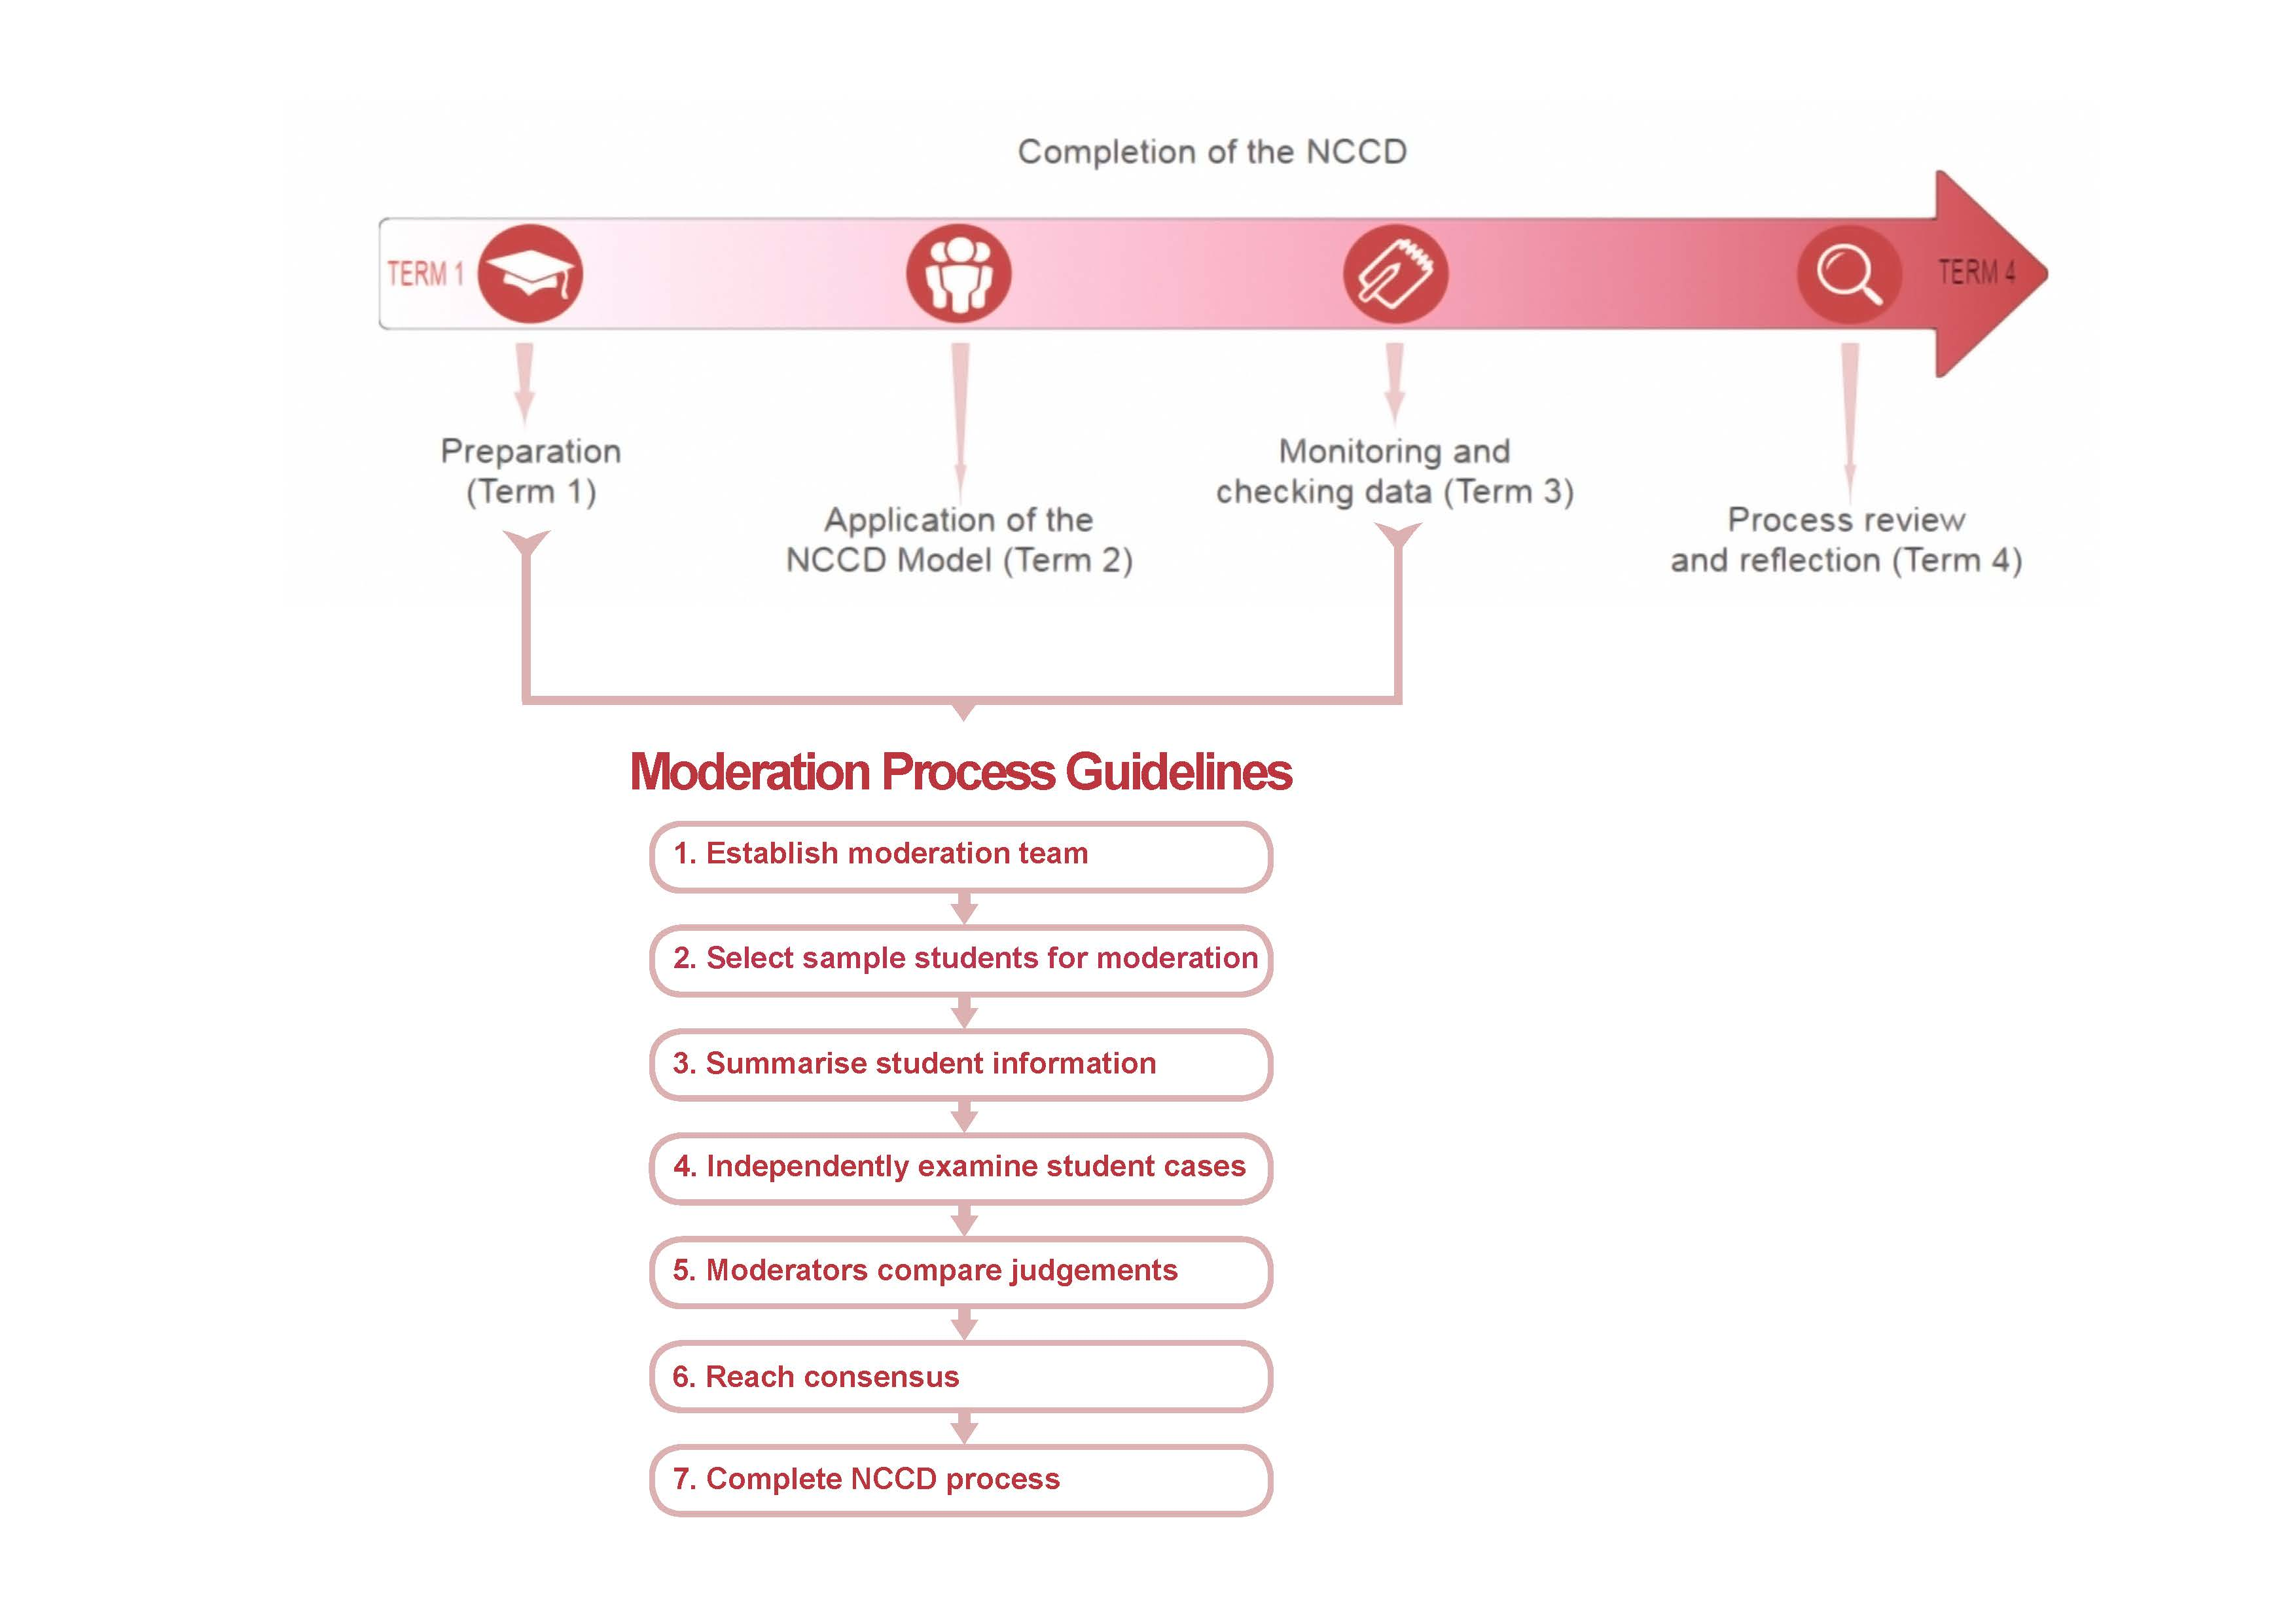 Completion of the NCCD
TERM 1
TERM 4
Preparation
(Term 1)
Application of the
NCCD Model (Term 2)
Monitoring and
checking data (Term 3)
Process review
and reflection (Term 4)
Moderation Process Guidelines
1. Establish moderation team
2. Select sample students for moderation
3. Summarise student information
4. Independently examine student cases
5. Moderators compare judgements
6. Reach consensus
7. Complete NCCD process